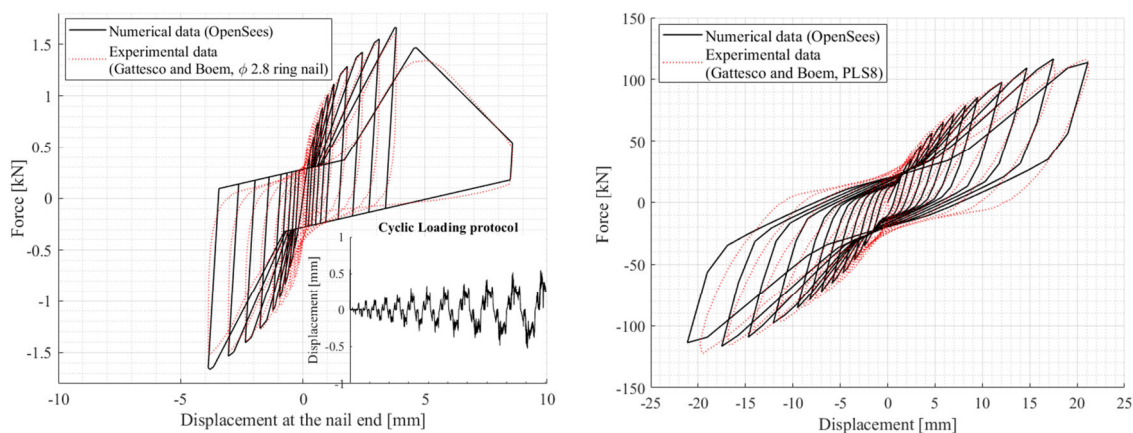 1.5
1
0.5
0
-0.5
-1
-1.5
Force [kN]
Numerical data (OpenSees)
Experimental data
(Gattesco and Boem, ϕ 2.8 ring nail)
Cyclic Loading protocol
1
0.5
0
-0.5
-1
Displacement [mm]
-10 -5 0 5 10
Displacement at the nail end [mm]
150
100
50
0
-50
-100
-150
Force [kN]
Numerical data (OpenSees)
Experimental data
(Gattesco and Boem, PLS8)
-25 -20 -15 -10 -5 0 5 10 15 20 25
Displacement [mm]